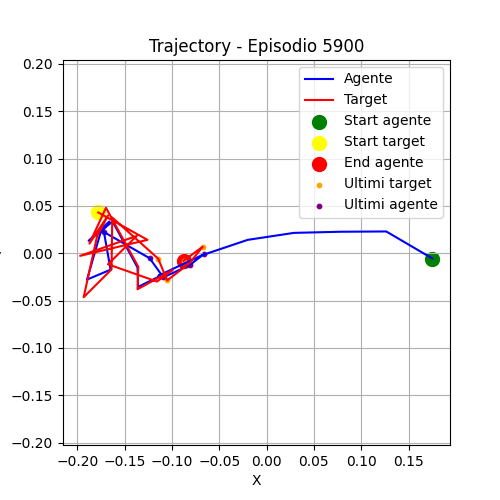 Trajectory - Episodio 5900
Agente
Target
Start agente
Start target
End agente
Ultimi target
Ultimi agente
0.20
0.15
0.10
0.05
0.00
−0.05
−0.10
−0.15
−0.20
−0.20 −0.15 −0.10 −0.05 0.00 0.05 0.10 0.15
X